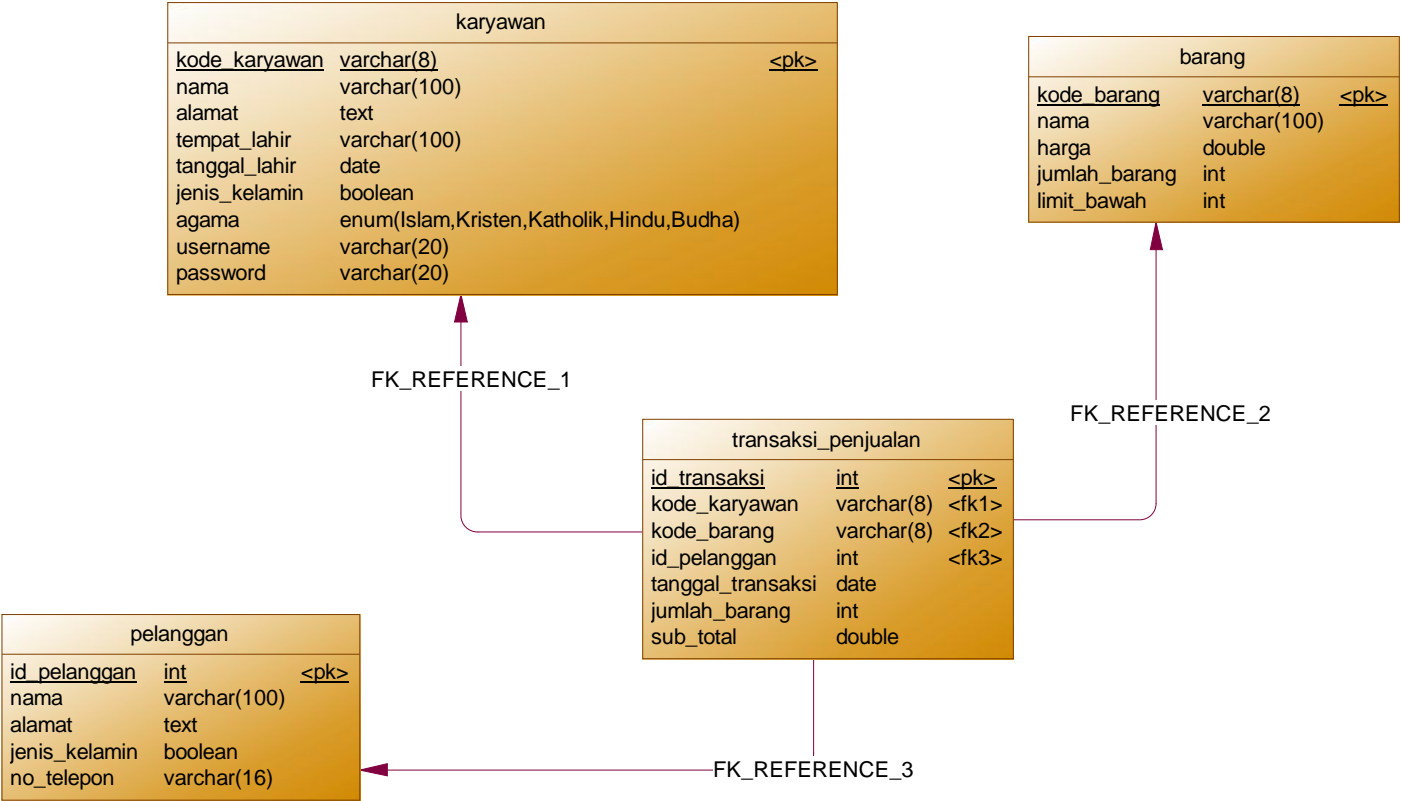 karyawan
kode_karyawan varchar(8) <pk>
nama varchar(100)
alamat text
tempat_lahir varchar(100)
tanggal_lahir date
jenis_kelamin boolean
agama enum(Islam,Kristen,Katholik,Hindu,Budha)
username varchar(20)
password varchar(20)
barang
kode_barang varchar(8) <pk>
nama varchar(100)
harga double
jumlah_barang int
limit_bawah int
FK_REFERENCE_1
FK_REFERENCE_2
transaksi_penjualan
id_transaksi int <pk>
kode_karyawan varchar(8) <fk1>
kode_barang varchar(8) <fk2>
id_pelanggan int <fk3>
tanggal_transaksi date
jumlah_barang int
sub_total double
pelanggan
id_pelanggan int <pk>
nama varchar(100)
alamat text
jenis_kelamin boolean
no_telepon varchar(16)
FK_REFERENCE_3